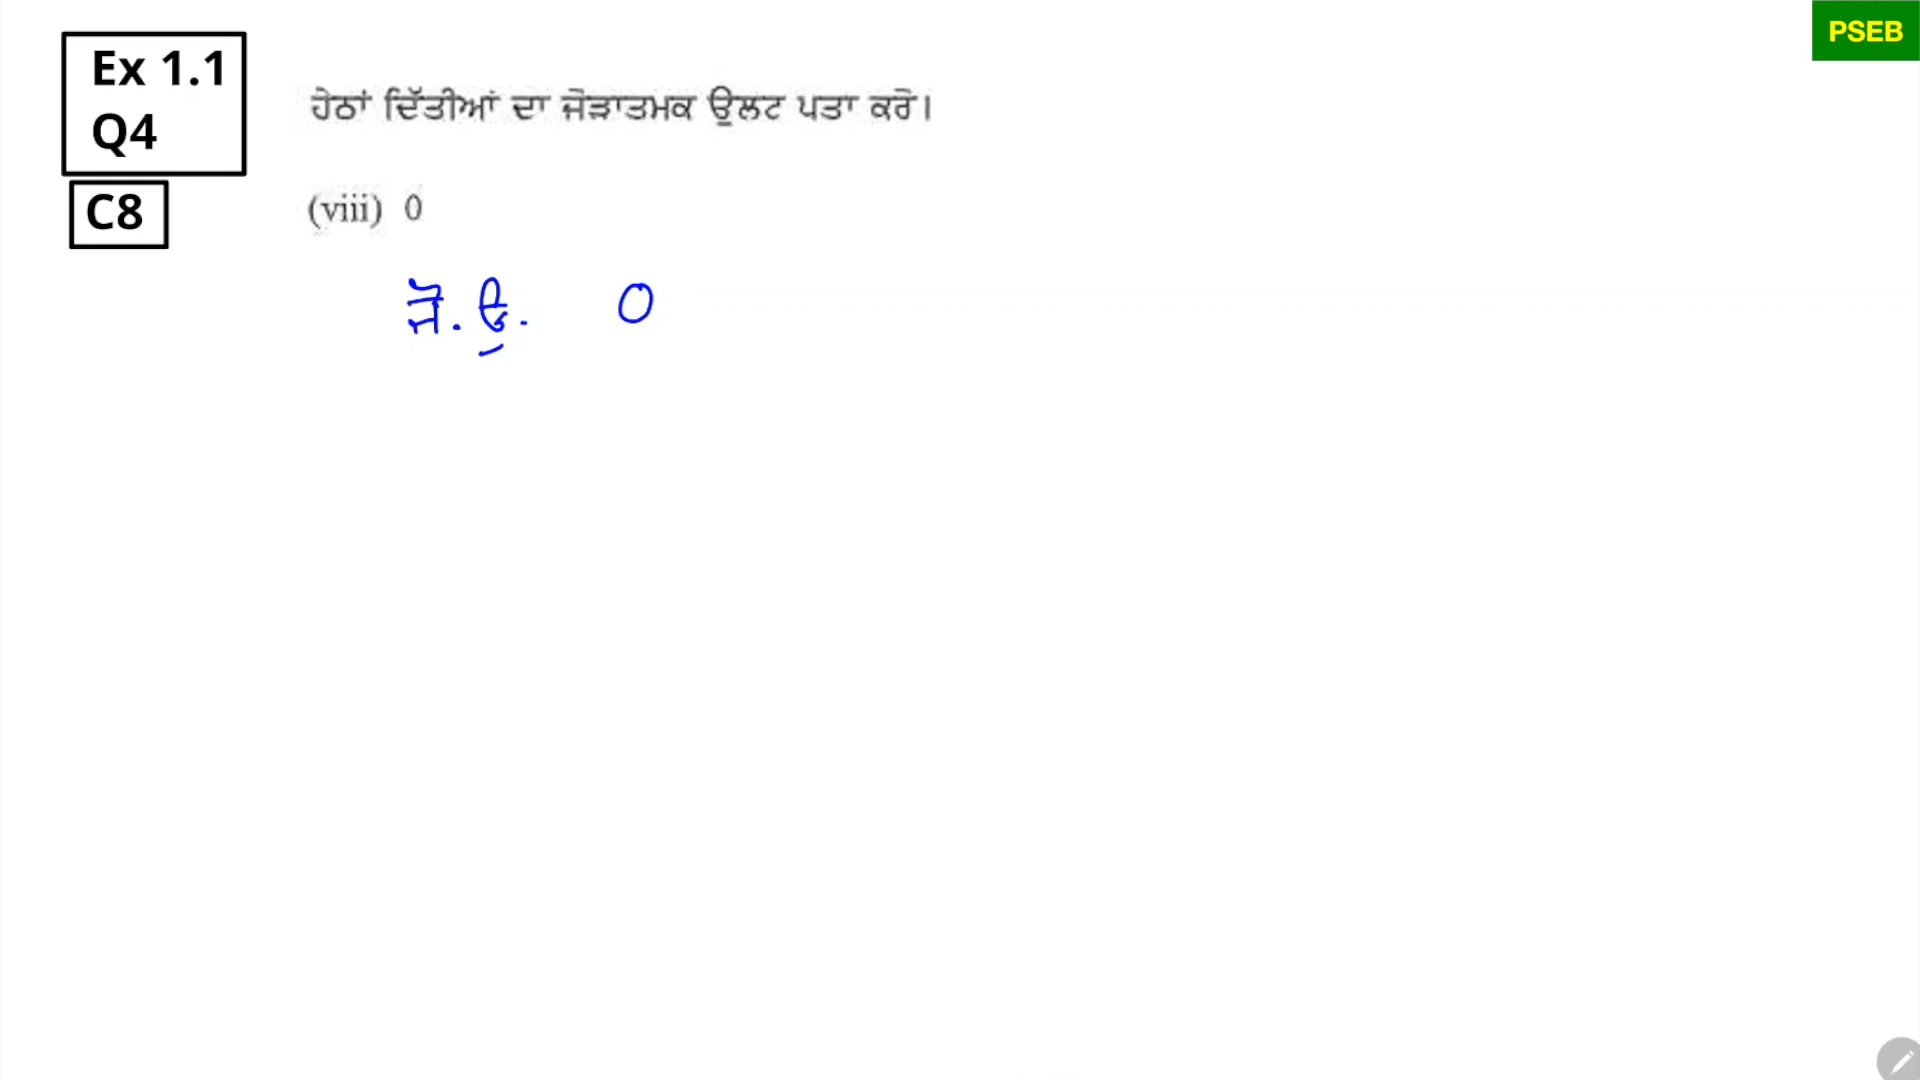 PSEB
Ex 1.1
Q4
ਹੇਠਾਂ ਦਿੱਤੀਆਂ ਦਾ ਜੋੜਾਤਮਕ ਉਲਟ ਪਤਾ ਕਰੋ।
C8
(viii) 0
ਜੋ. ਉ. 0